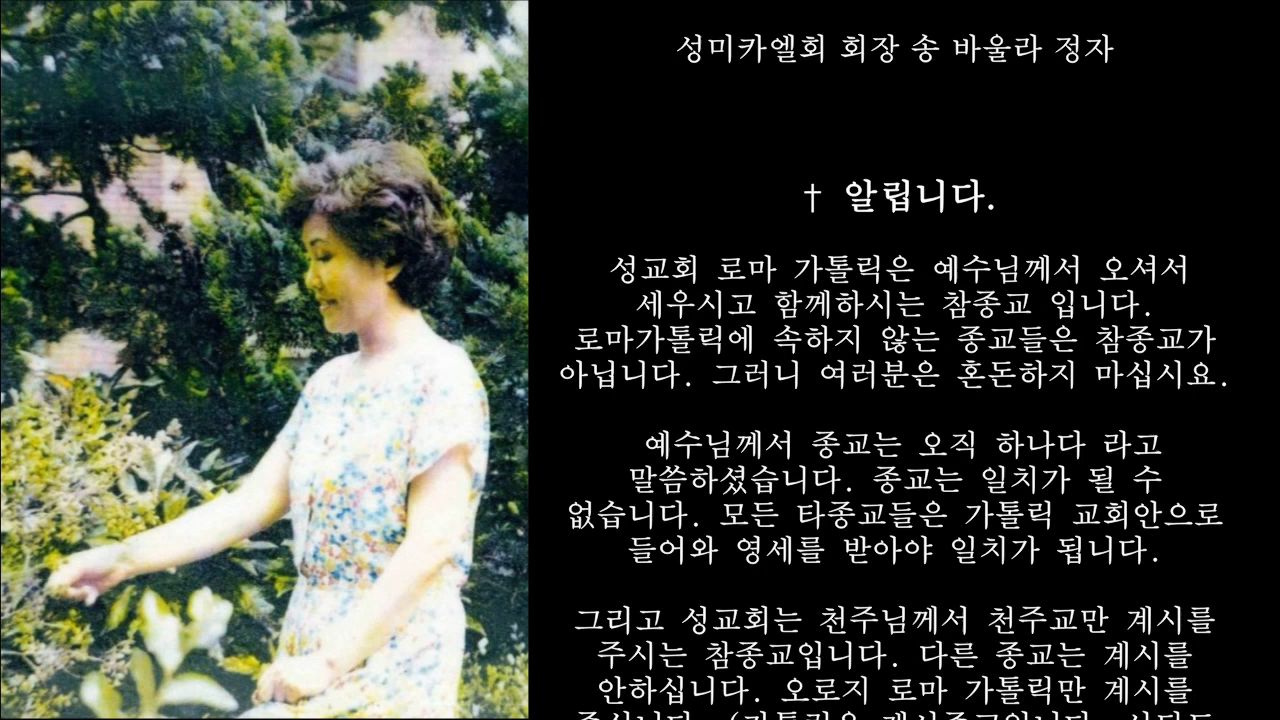 성미카엘회 회장 송 바울라 정자
† 알립니다.
성교회 로마 가톨릭은 예수님께서 오셔서
세우시고 함께하시는 참종교 입니다.
로마가톨릭에 속하지 않는 종교들은 참종교가
아닙니다. 그러니 여러분은 혼돈하지 마십시요.
예수님께서 종교는 오직 하나다 라고
말씀하셨습니다. 종교는 일치가 될 수
없습니다. 모든 타종교들은 가톨릭 교회안으로
들어와 영세를 받아야 일치가 됩니다.
그리고 성교회는 천주님께서 천주교만 계시를
주시는 참종교입니다. 다른 종교는 계시를
안하십니다. 오로지 로마 가톨릭만 계시를